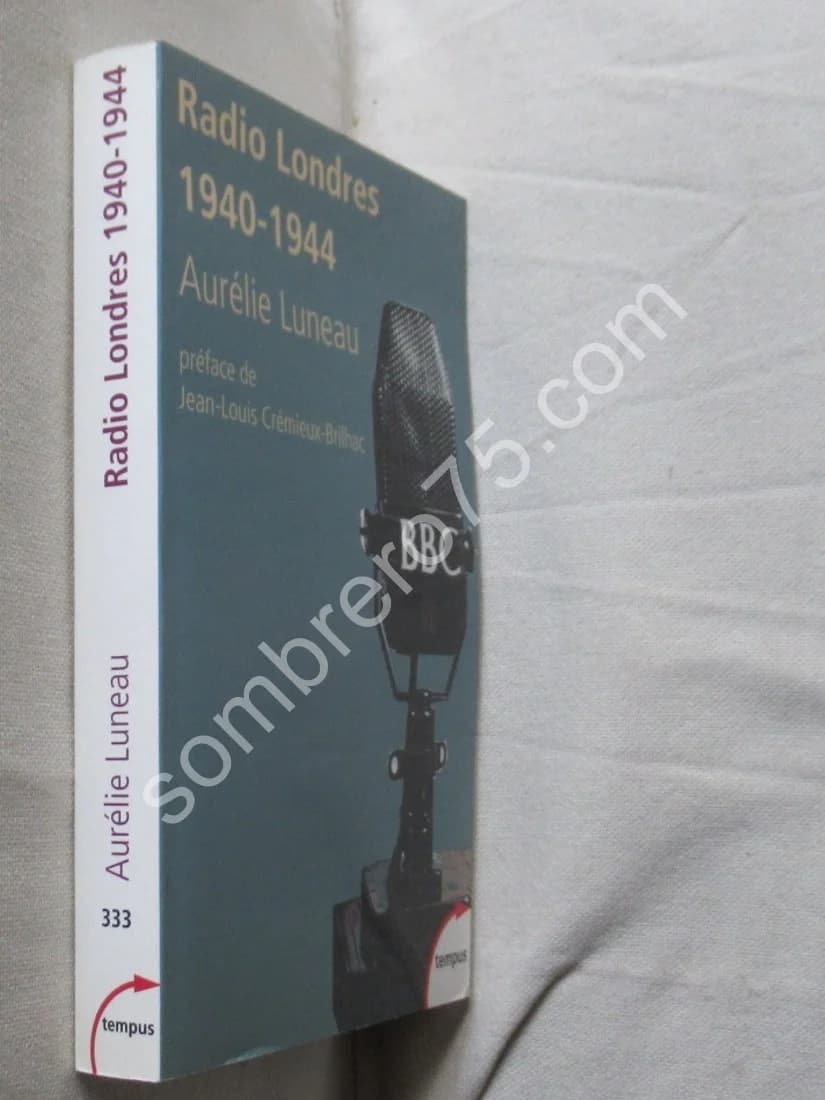 Radio Londres 1940-1944
Aurélie Luneau
333
tempus
Radio Londres
1940-1944
Aurélie Luneau
préface de
Jean-Louis Crémieux-Brilhac
BBC
tempus
sombrero75.com